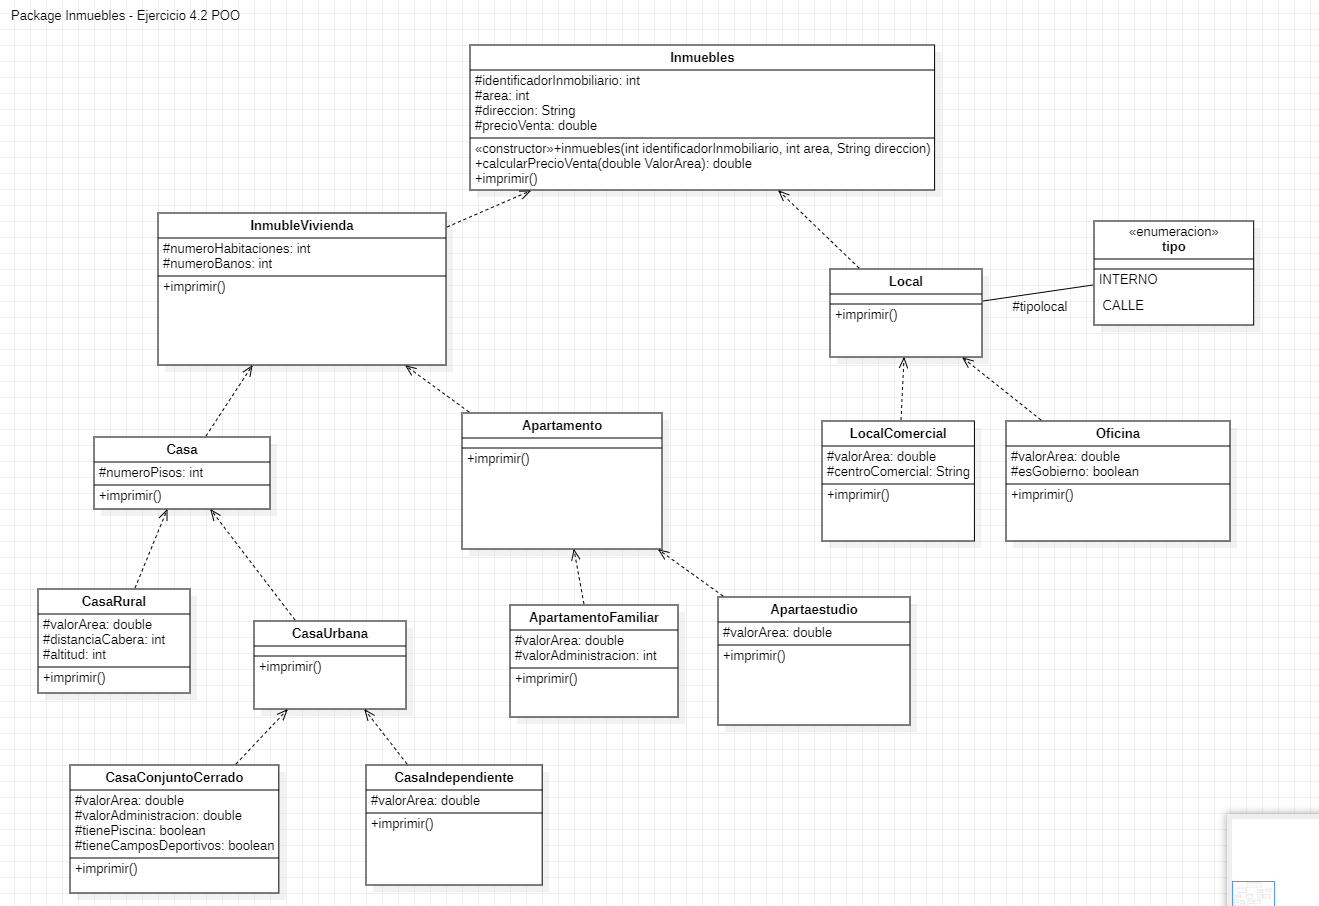 Package Inmuebles - Ejercicio 4.2 POO
Inmuebles
#identificadorInmobiliario: int
#area: int
#direccion: String
#precioVenta: double
«constructor»+inmuebles(int identificadorInmobiliario, int area, String direccion)
+calcularPrecioVenta(double ValorArea): double
+imprimir()
InmubleVivienda
#numeroHabitaciones: int
#numeroBanos: int
+imprimir()
Local
+imprimir()
#tipolocal
«enumeracion»
tipo
INTERNO
CALLE
Casa
#numeroPisos: int
+imprimir()
Apartamento
+imprimir()
LocalComercial
#valorArea: double
#centroComercial: String
+imprimir()
Oficina
#valorArea: double
#esGobierno: boolean
+imprimir()
CasaRural
#valorArea: double
#distanciaCabera: int
#altitud: int
+imprimir()
CasaUrbana
+imprimir()
ApartamentoFamiliar
#valorArea: double
#valorAdministracion: int
+imprimir()
Apartaestudio
#valorArea: double
+imprimir()
CasaConjuntoCerrado
#valorArea: double
#valorAdministracion: double
#tienePiscina: boolean
#tieneCamposDeportivos: boolean
+imprimir()
CasaIndependiente
#valorArea: double
+imprimir()